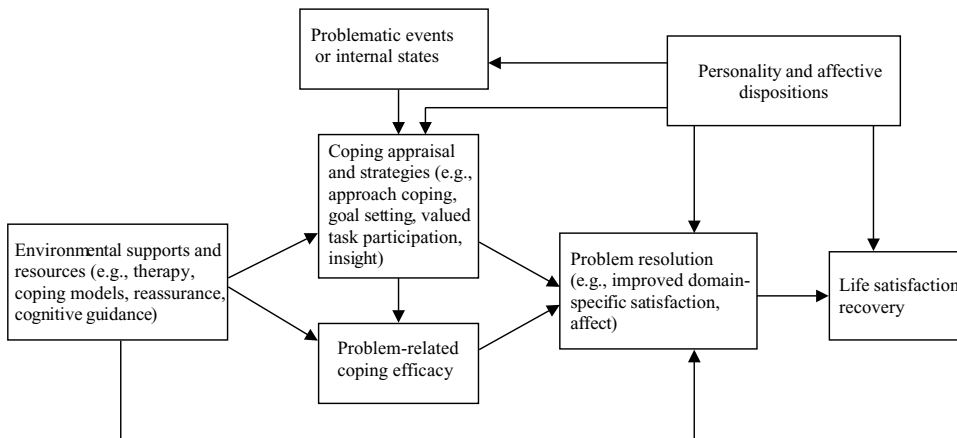 Problematic events
or internal states
Personality and affective
dispositions
Coping appraisal
and strategies (e.g.,
approach coping,
goal setting, valued
task participation,
insight)
Environmental supports and
resources (e.g., therapy,
coping models, reassurance,
cognitive guidance)
Problem-related
coping efficacy
Problem resolution
(e.g., improved domain-
specific satisfaction,
affect)
Life satisfaction
recovery